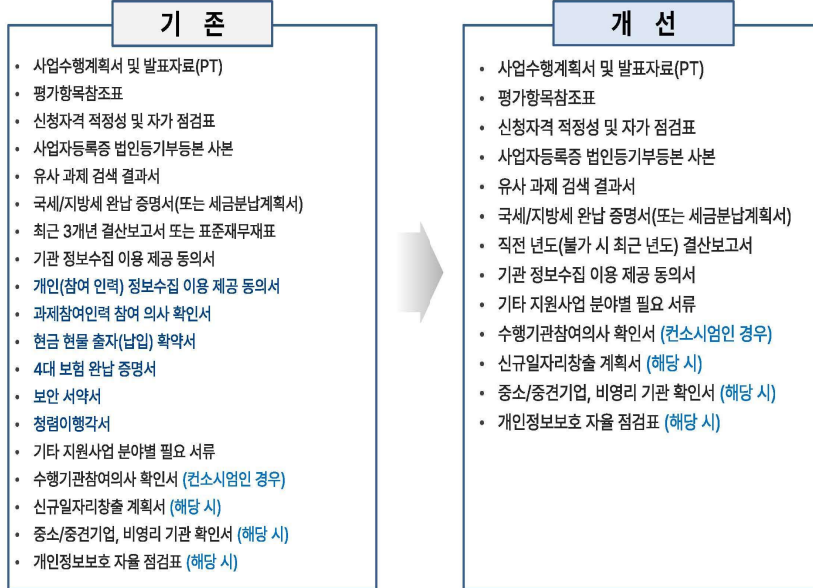 기 존
• 사업수행계획서 및 발표자료(PT)
• 평가항목참조표
• 신청자격 적정성 및 자가 점검표
• 사업자등록증 법인등기부등본 사본
• 유사 과제 검색 결과서
• 국세/지방세 완납 증명서(또는 세금분납계획서)
• 최근 3개년 결산보고서 또는 표준재무재표
• 기관 정보수집 이용 제공 동의서
• 개인(참여 인력) 정보수집 이용 제공 동의서
• 과제참여인력 참여 의사 확인서
• 현금 현물 출자(납입) 확약서
• 4대 보험 완납 증명서
• 보안 서약서
• 청렴이행각서
• 기타 지원사업 분야별 필요 서류
• 수행기관참여의사 확인서 (컨소시엄인 경우)
• 신규일자리창출 계획서 (해당 시)
• 중소/중견기업, 비영리 기관 확인서 (해당 시)
• 개인정보보호 자율 점검표 (해당 시)
개 선
• 사업수행계획서 및 발표자료(PT)
• 평가항목참조표
• 신청자격 적정성 및 자가 점검표
• 사업자등록증 법인등기부등본 사본
• 유사 과제 검색 결과서
• 국세/지방세 완납 증명서(또는 세금분납계획서)
• 직전 년도(불가 시 최근 년도) 결산보고서
• 기관 정보수집 이용 제공 동의서
• 기타 지원사업 분야별 필요 서류
• 수행기관참여의사 확인서 (컨소시엄인 경우)
• 신규일자리창출 계획서 (해당 시)
• 중소/중견기업, 비영리 기관 확인서 (해당 시)
• 개인정보보호 자율 점검표 (해당 시)